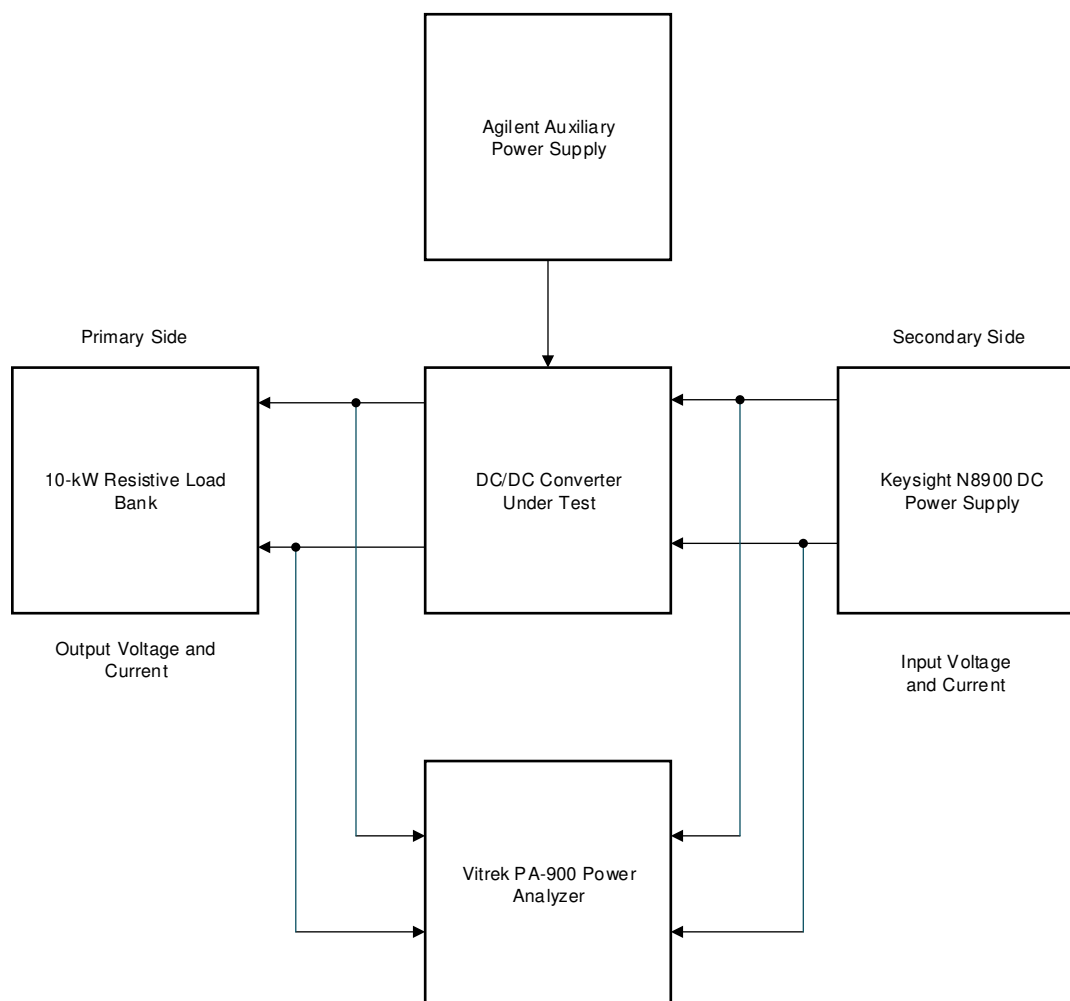 Agilent Auxiliary
Power Supply
Primary Side
Secondary Side
10-kW Resistive Load
Bank
DC/DC Converter
Under Test
Keysight N8900 DC
Power Supply
Output Voltage and
Current
Input Voltage
and Current
Vitrek PA-900 Power
Analyzer